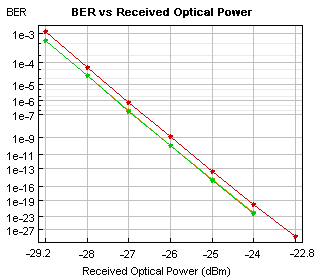 BER
BER vs Received Optical Power
1e-3
1e-4
1e-5
1e-6
1e-7
1e-9
1e-11
1e-13
1e-16
1e-19
1e-23
1e-27
-29.2 -28 -27 -26 -25 -24 -23 -22.8
Received Optical Power (dBm)